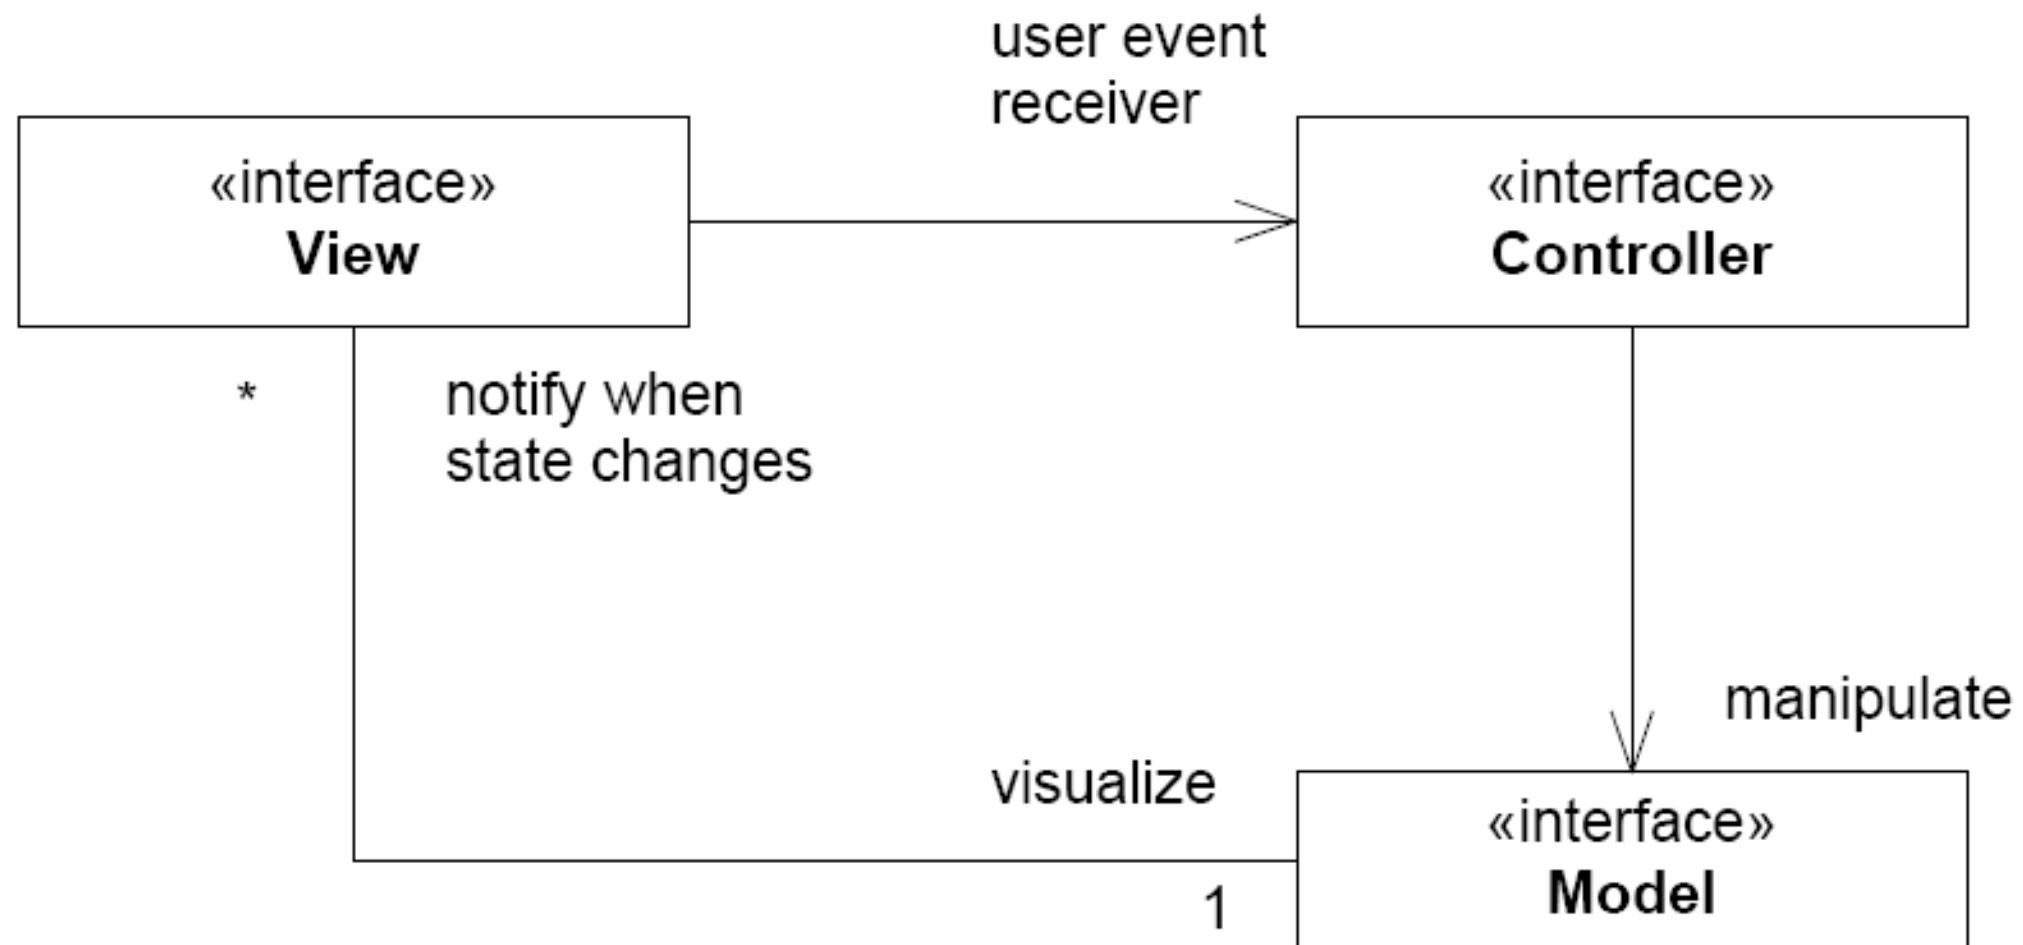 user event
receiver
«interface»
View
«interface»
Controller
*
notify when
state changes
manipulate
visualize
«interface»
Model
1